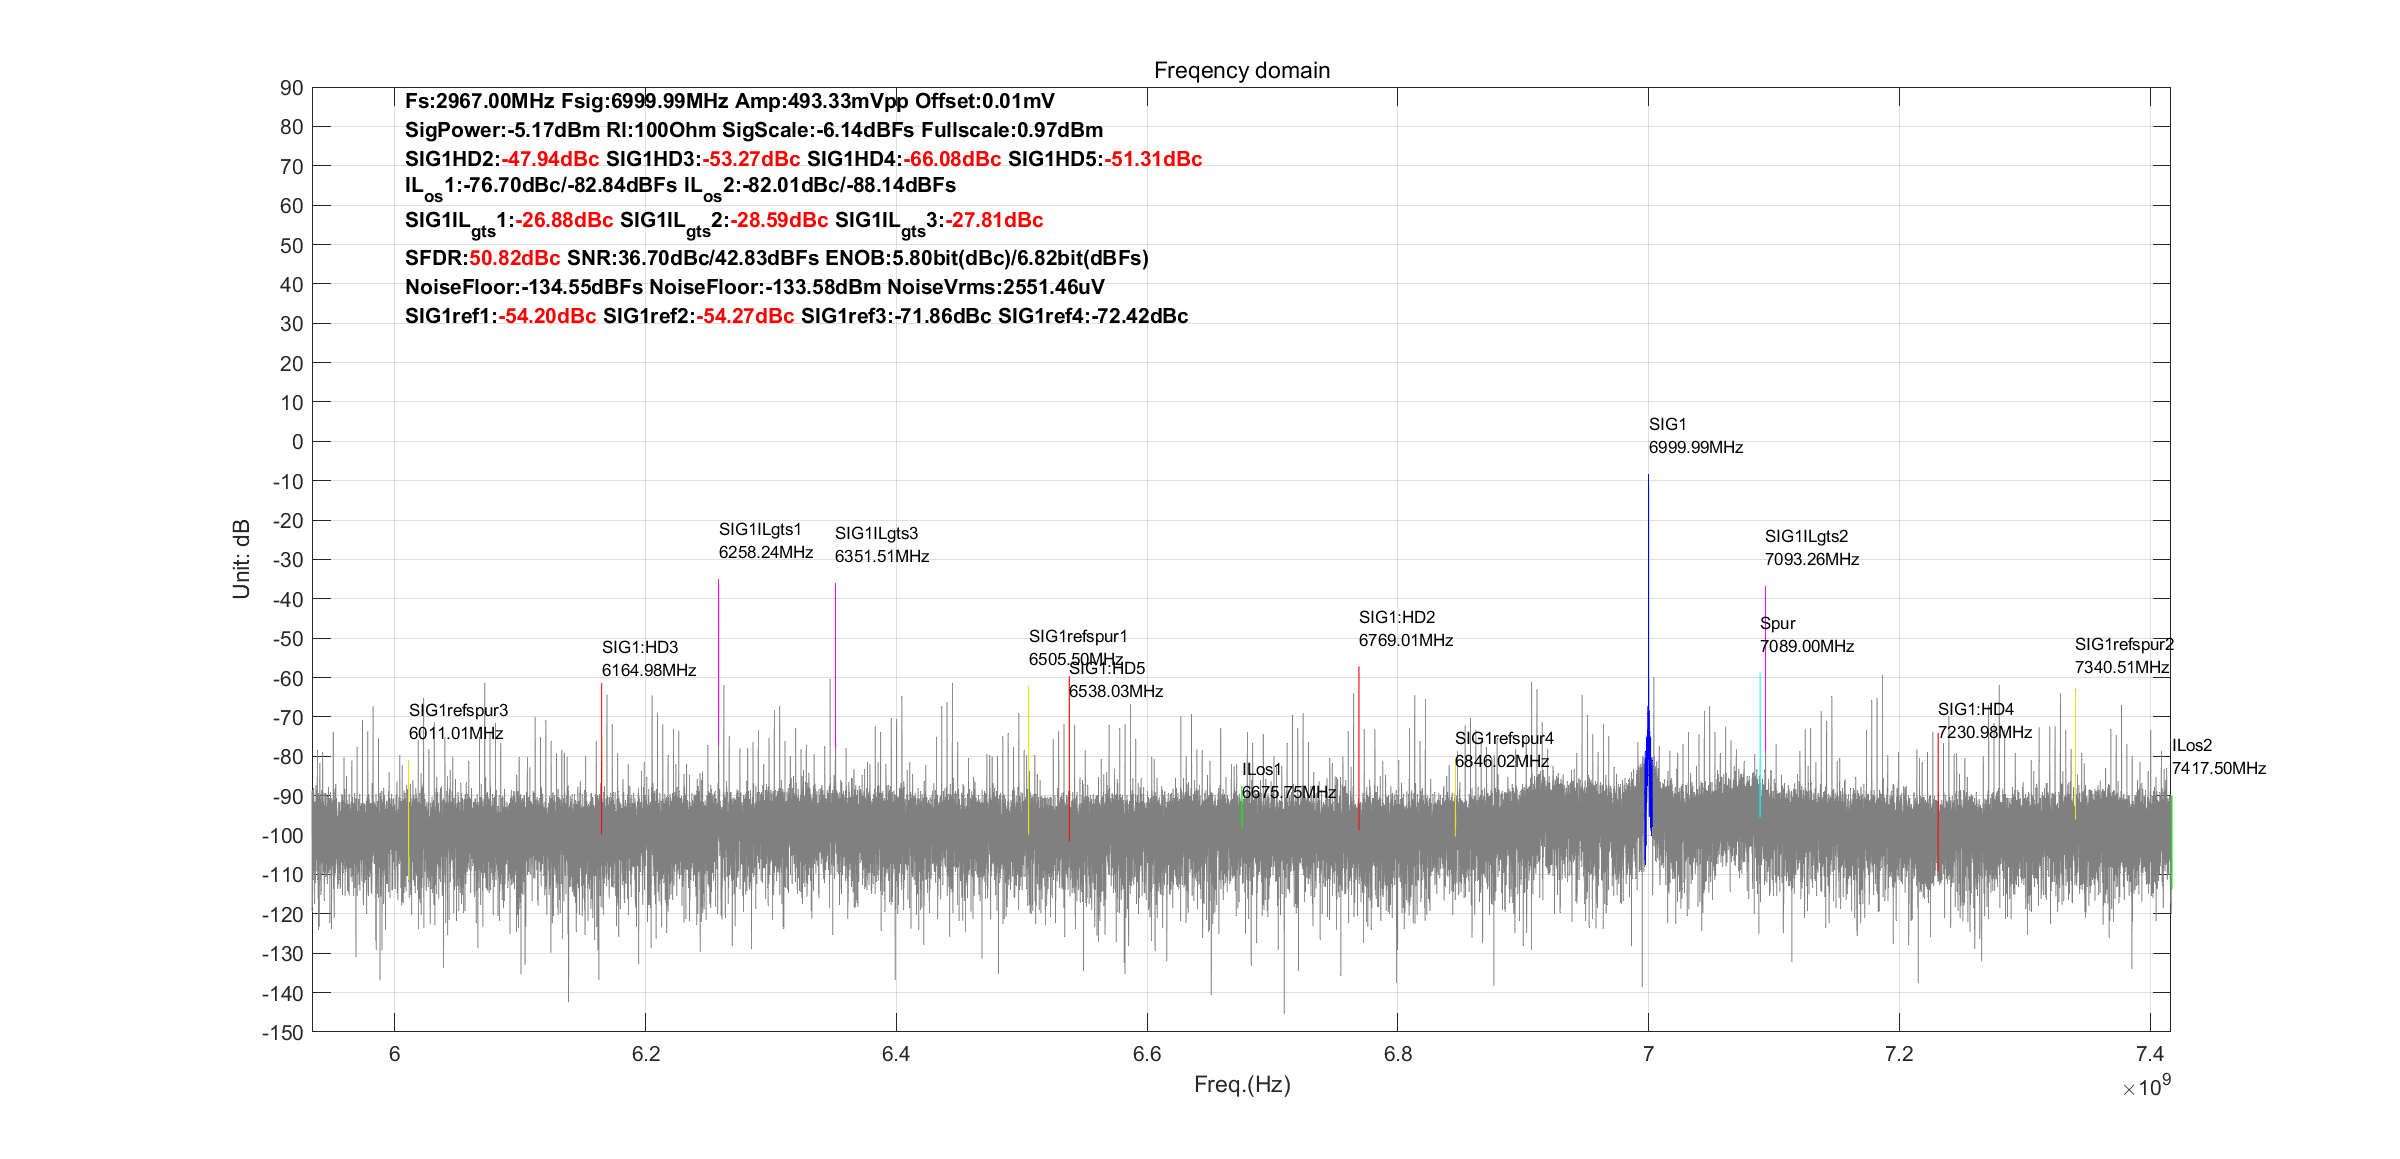 Freqency domain
Fs:2967.00MHz Fsig:6999.99MHz Amp:493.33mVpp Offset:0.01mV
SigPower:-5.17dBm Rl:100Ohm SigScale:-6.14dBFs Fullscale:0.97dBm
SIG1HD2:-47.94dBc SIG1HD3:-53.27dBc SIG1HD4:-66.08dBc SIG1HD5:-51.31dBc
ILos1:-76.70dBc/-82.84dBFs ILos2:-82.01dBc/-88.14dBFs
SIG1ILgts1:-26.88dBc SIG1ILgts2:-28.59dBc SIG1ILgts3:-27.81dBc
SFDR:50.82dBc SNR:36.70dBc/42.83dBFs ENOB:5.80bit(dBc)/6.82bit(dBFs)
NoiseFloor:-134.55dBFs NoiseFloor:-133.58dBm NoiseVrms:2551.46uV
SIG1ref1:-54.20dBc SIG1ref2:-54.27dBc SIG1ref3:-71.86dBc SIG1ref4:-72.42dBc
90
80
70
60
50
40
30
20
10
0
-10
-20
-30
-40
-50
-60
-70
-80
-90
-100
-110
-120
-130
-140
-150
Unit: dB
SIG1
6999.99MHz
SIG1ILgts1
6258.24MHz
SIG1ILgts3
6351.51MHz
SIG1ILgts2
7093.26MHz
SIG1:HD2
6769.01MHz
Spur
7089.00MHz
SIG1refspur1
6505.50MHz
SIG1:HD3
6164.98MHz
SIG1refspur2
7340.51MHz
SIG1:HD5
6538.03MHz
SIG1refspur3
6011.01MHz
SIG1:HD4
7230.98MHz
SIG1refspur4
6846.02MHz
ILos2
7417.50MHz
ILos1
6675.75MHz
6
6.2
6.4
6.6
6.8
7
7.2
7.4
Freq.(Hz)
×10^9